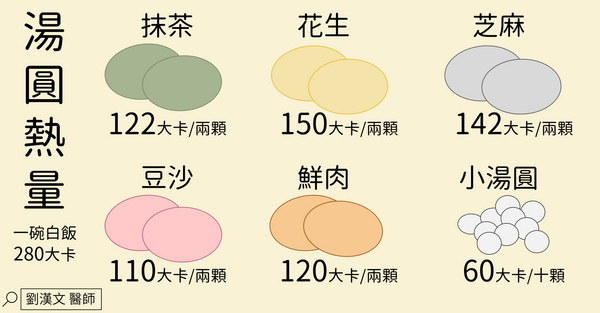 湯圓熱量
一碗白飯
280大卡
劉漢文 醫師
抹茶
122大卡/兩顆
花生
150大卡/兩顆
芝麻
142大卡/兩顆
豆沙
110大卡/兩顆
鮮肉
120大卡/兩顆
小湯圓
60大卡/十顆